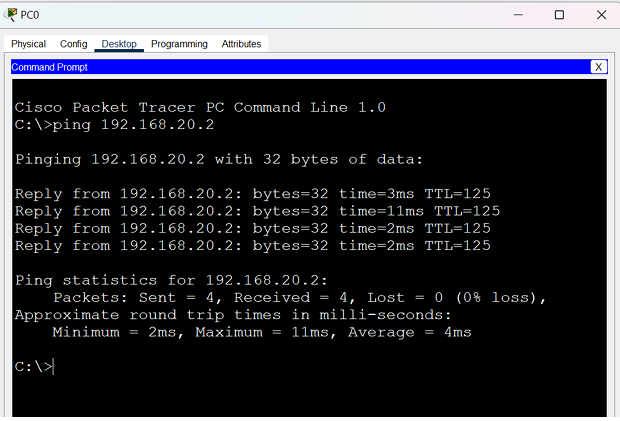 PC0
Physical Config Desktop Programming Attributes
Command Prompt X
Cisco Packet Tracer PC Command Line 1.0
C:\>ping 192.168.20.2
Pinging 192.168.20.2 with 32 bytes of data:
Reply from 192.168.20.2: bytes=32 time=3ms TTL=125
Reply from 192.168.20.2: bytes=32 time=11ms TTL=125
Reply from 192.168.20.2: bytes=32 time=2ms TTL=125
Reply from 192.168.20.2: bytes=32 time=2ms TTL=125
Ping statistics for 192.168.20.2:
    Packets: Sent = 4, Received = 4, Lost = 0 (0% loss),
Approximate round trip times in milli-seconds:
    Minimum = 2ms, Maximum = 11ms, Average = 4ms
C:\>